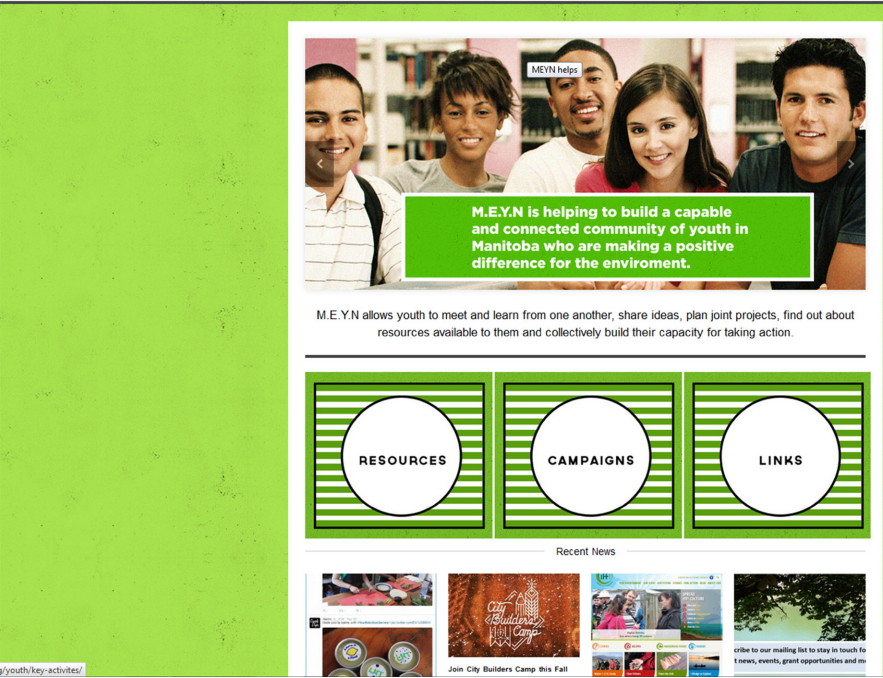 MEYN helps
M.E.Y.N is helping to build a capable
and connected community of youth in
Manitoba who are making a positive
difference for the enviroment.
M.E.Y.N allows youth to meet and learn from one another, share ideas, plan joint projects, find out about
resources available to them and collectively build their capacity for taking action.
RESOURCES
CAMPAIGNS
LINKS
Recent News
City
Builders
Camp
Join City Builders Camp this Fall
cribe to our mailing list to stay in touch fo
t news, events, grant opportunities and m
g/youth/key-activites/